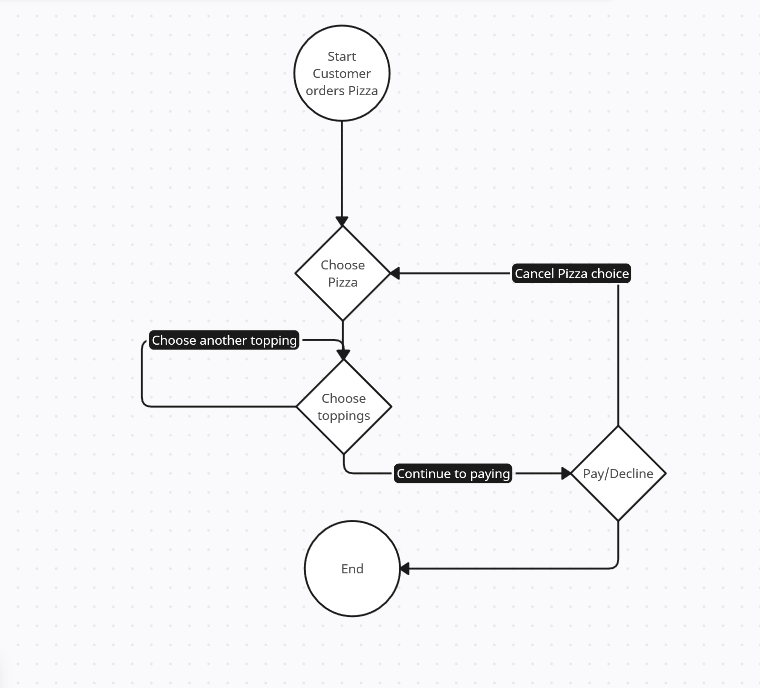 Start
Customer
orders Pizza
Choose
Pizza
Cancel Pizza choice
Choose another topping
Choose
toppings
Continue to paying
Pay/Decline
End